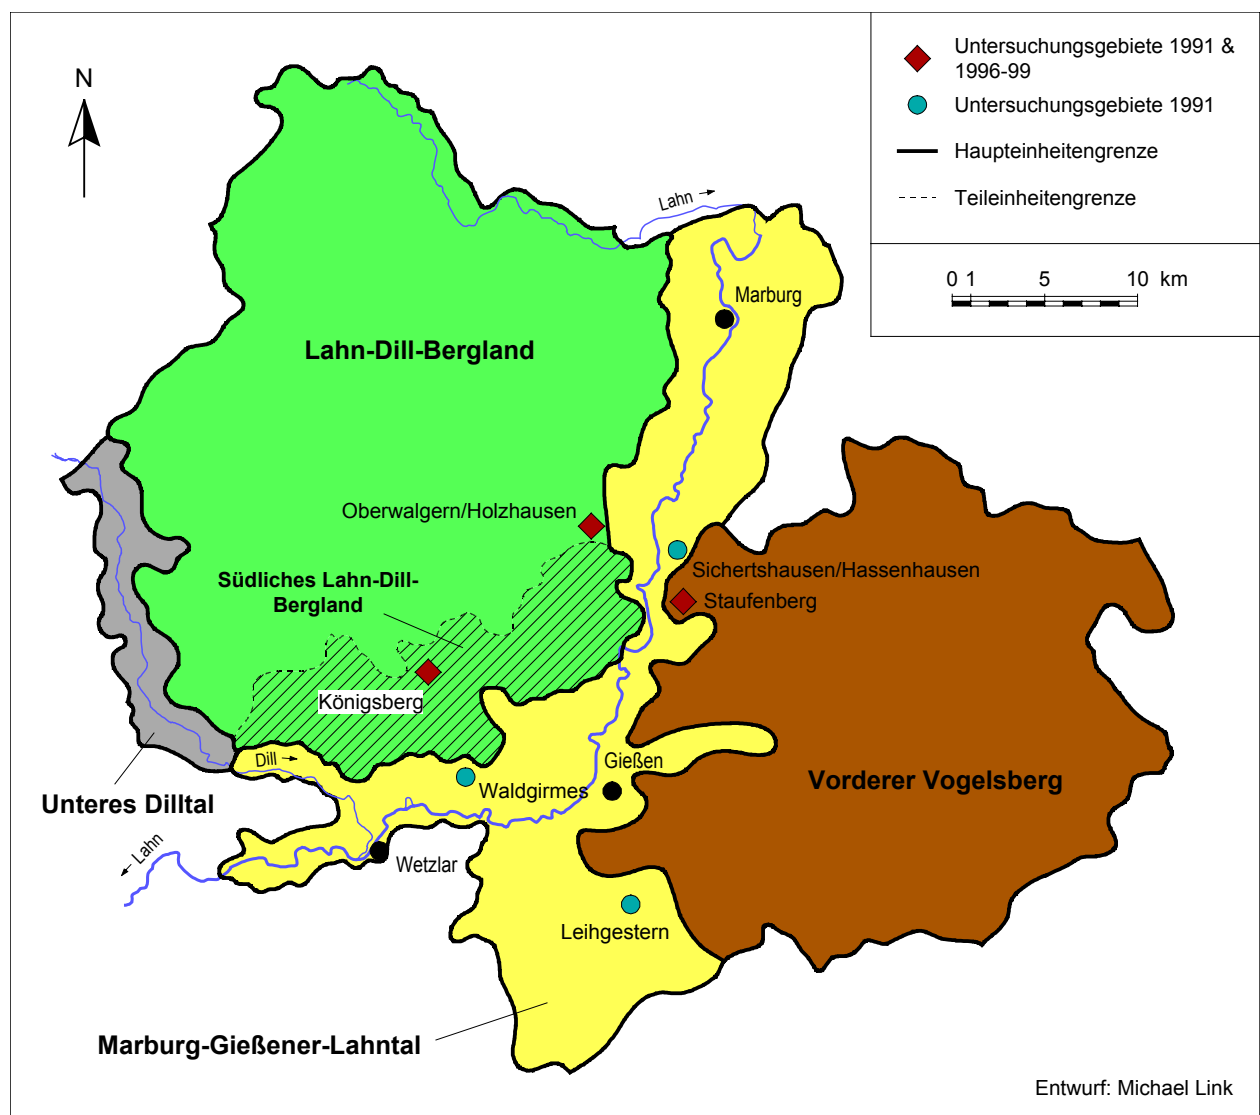 N
Untersuchungsgebiete 1991 &
1996-99
Untersuchungsgebiete 1991
Haupteinheitengrenze
Teileinheitengrenze
0 1 5 10 km
Lahn
Marburg
Lahn-Dill-Bergland
Oberwalgern/Holzhausen
Sichertshausen/Hassenhausen
Südliches Lahn-Dill-
Bergland
Staufenberg
Königsberg
Dill
Gießen
Vorderer Vogelsberg
Waldgirmes
Unteres Dilltal
Lahn
Wetzlar
Leihgestern
Marburg-Gießener-Lahntal
Entwurf: Michael Link